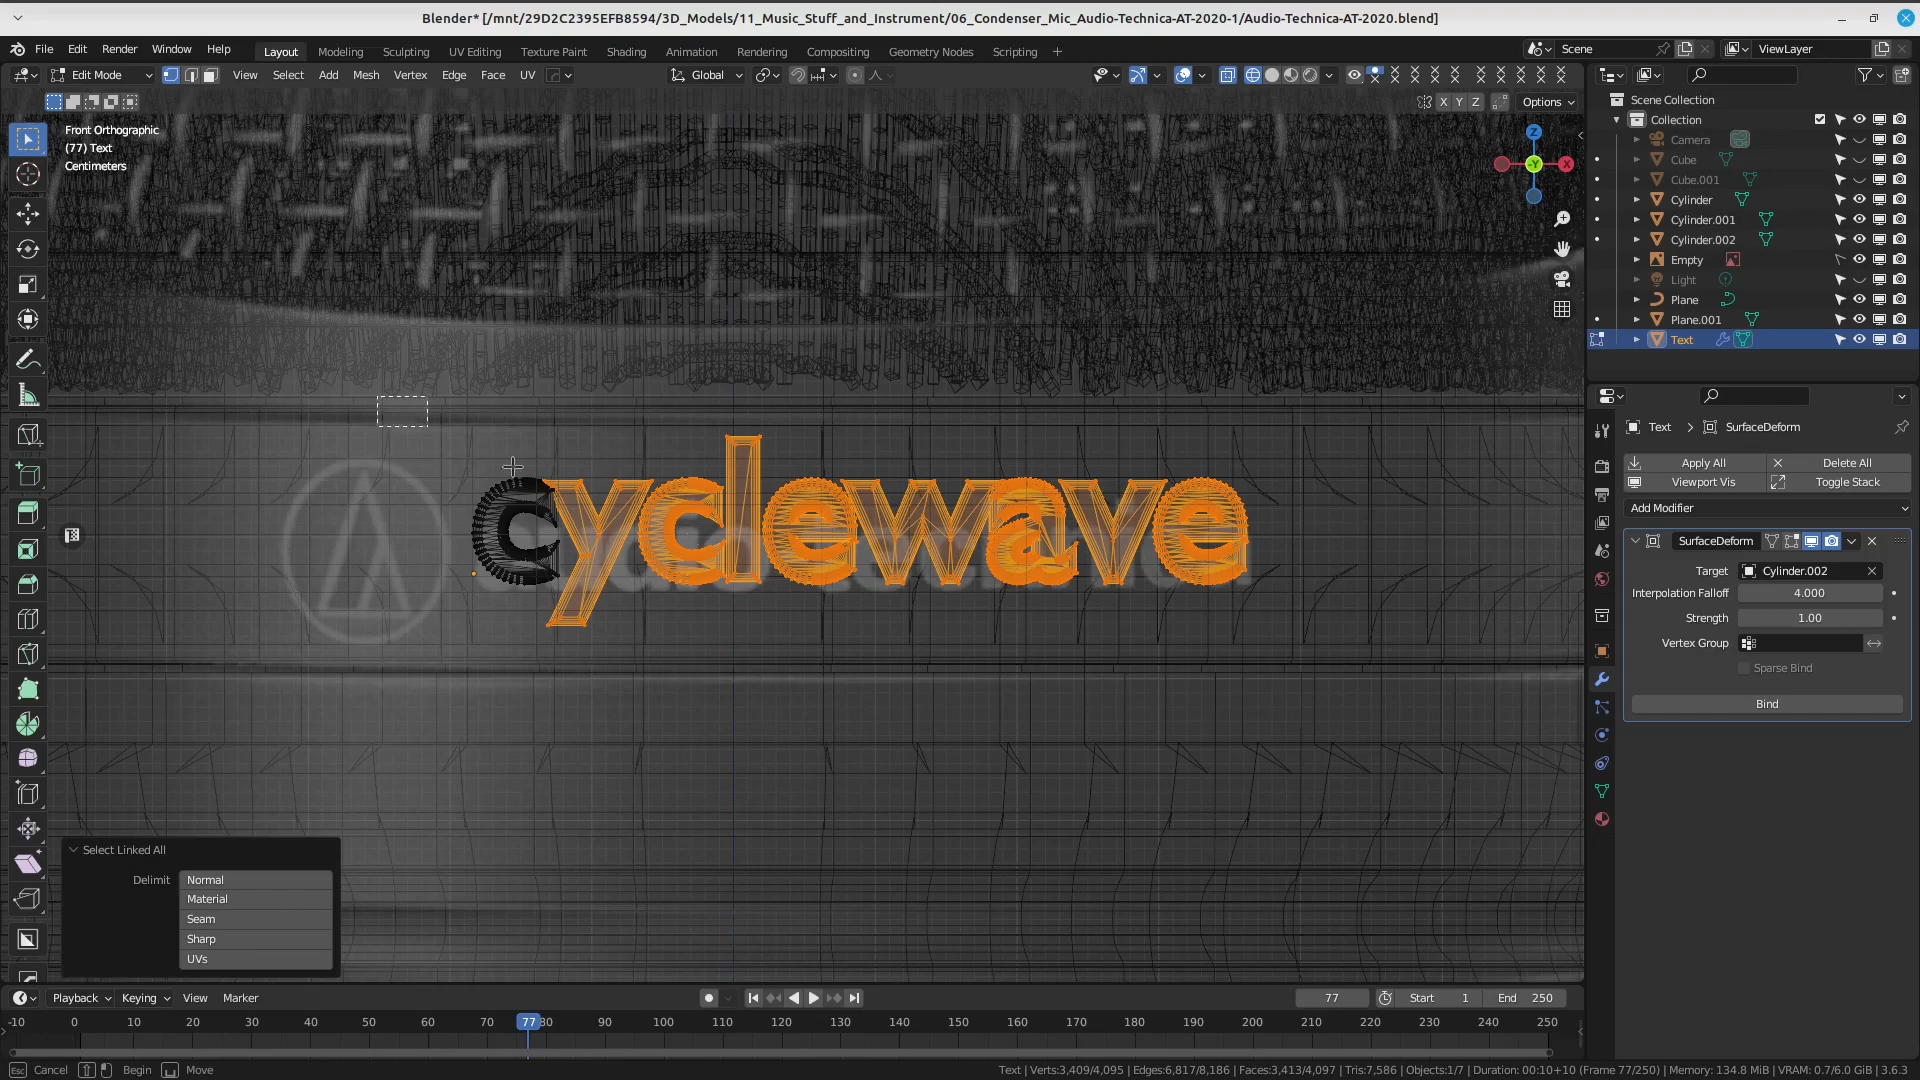 Blender* [/mnt/29D2C2395EFB8594/3D_Models/11_Music_Stuff_and_Instrument/06_Condenser_Mic_Audio-Technica-AT-2020-1/Audio-Technica-AT-2020.blend]
File Edit Render Window Help Layout Modeling Sculpting UV Editing Texture Paint Shading Animation Rendering Compositing Geometry Nodes Scripting + Scene ViewLayer
Edit Mode View Select Add Mesh Vertex Edge Face UV Global
X Y Z Options
Front Orthographic
(77) Text
Centimeters
Z
-Y X
cyclewave
Select Linked All
Delimit Normal
Material
Seam
Sharp
UVs
Scene Collection
Collection
Camera
Cube
Cube.001
Cylinder
Cylinder.001
Cylinder.002
Empty
Light
Plane
Plane.001
Text
Text > SurfaceDeform
Apply All Delete All
Viewport Vis Toggle Stack
Add Modifier
SurfaceDeform
Target Cylinder.002
Interpolation Falloff 4.000
Strength 1.00
Vertex Group
Sparse Bind
Bind
Playback Keying View Marker 77 Start 1 End 250
-10 0 10 20 30 40 50 60 70 77 80 90 100 110 120 130 140 150 160 170 180 190 200 210 220 230 240 250
Esc Cancel Begin Move Text | Verts:3,409/4,095 | Edges:6,817/8,186 | Faces:3,413/4,097 | Tris:7,586 | Objects:1/7 | Duration: 00:10+10 (Frame 77/250) | Memory: 134.8 MiB | VRAM: 0.7/6.0 GiB | 3.6.3